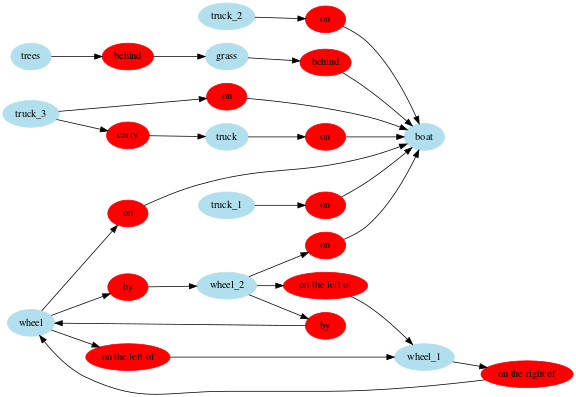 truck_2
on
trees
behind
grass
behind
truck_3
on
carry
truck
on
boat
on
truck_1
on
on
by
wheel_2
on the left of
wheel
by
on the left of
wheel_1
on the right of